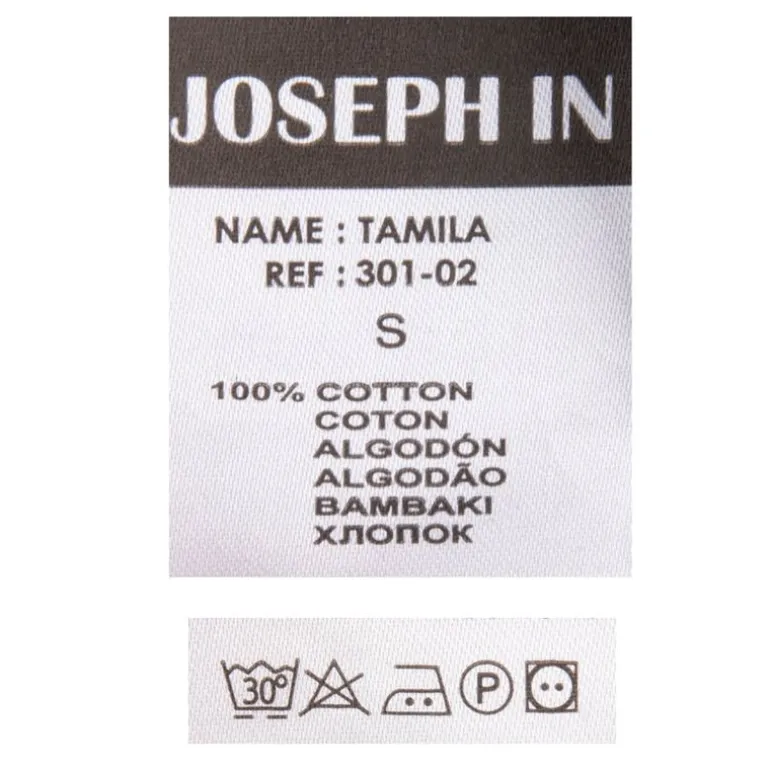 JOSEPH IN
NAME : TAMILA
REF : 301-02
S
100% COTTON
COTON
ALGODÓN
ALGODÃO
BAMBAKI
ХЛОПОК
30° P